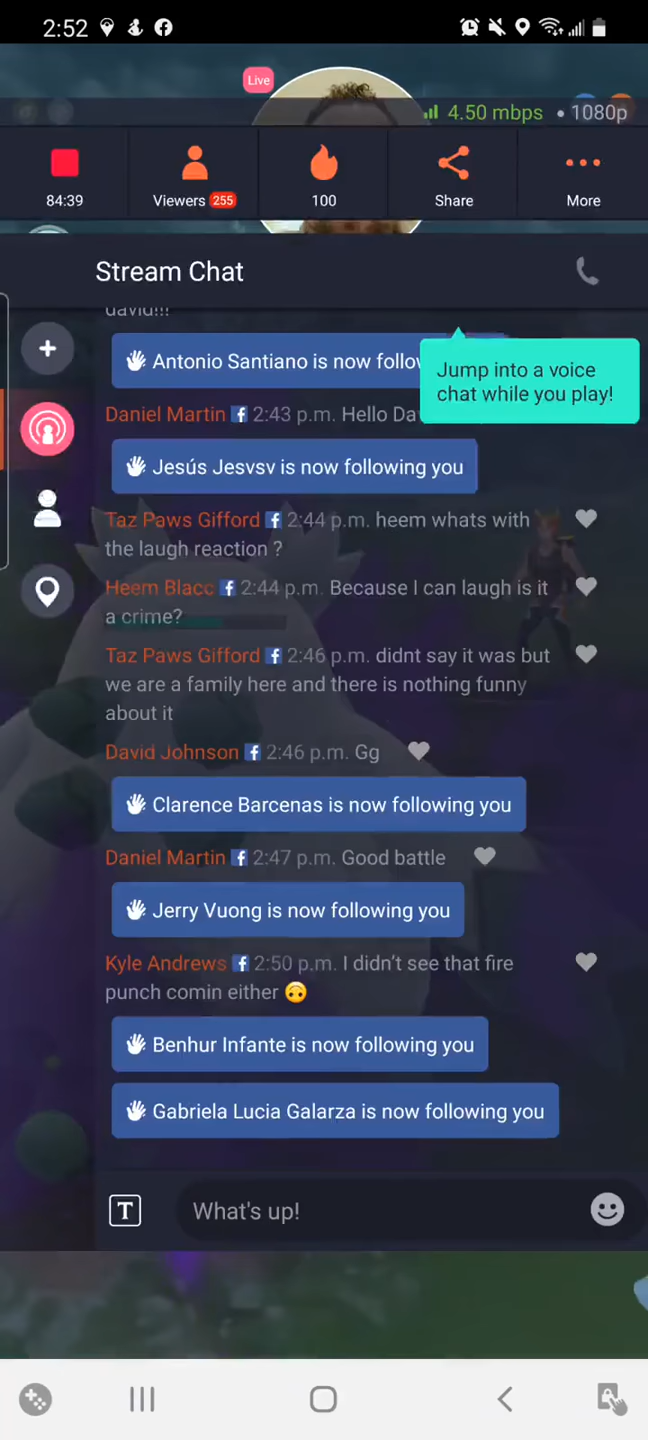 2:52
Live
4.50 mbps • 1080p
84:39
Viewers 255
100
Share
More
Stream Chat
david!!!
Antonio Santiano is now follow
Jump into a voice
chat while you play!
Daniel Martin 2:43 p.m. Hello Da
Jesús Jesvsv is now following you
Taz Paws Gifford 2:44 p.m. heem whats with
the laugh reaction ?
Heem Blacc 2:44 p.m. Because I can laugh is it
a crime?
Taz Paws Gifford 2:46 p.m. didnt say it was but
we are a family here and there is nothing funny
about it
David Johnson 2:46 p.m. Gg
Clarence Barcenas is now following you
Daniel Martin 2:47 p.m. Good battle
Jerry Vuong is now following you
Kyle Andrews 2:50 p.m. I didn't see that fire
punch comin either 🙃
Benhur Infante is now following you
Gabriela Lucia Galarza is now following you
T
What's up!